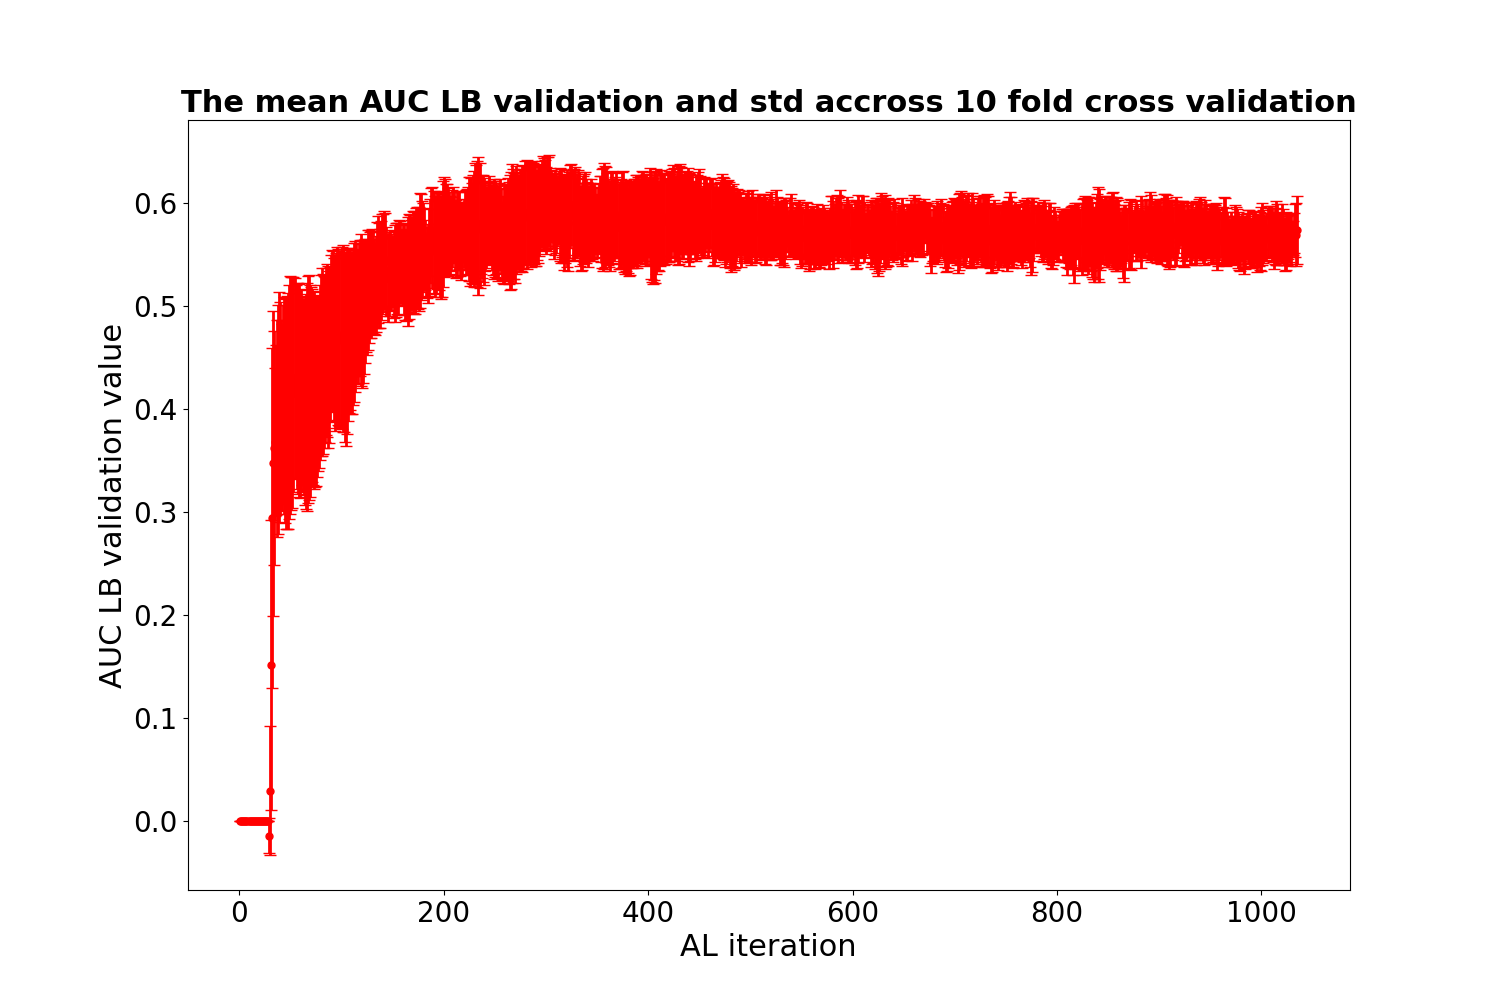 The mean AUC LB validation and std accross 10 fold cross validation
AUC LB validation value
0.6
0.5
0.4
0.3
0.2
0.1
0.0
0 200 400 600 800 1000
AL iteration